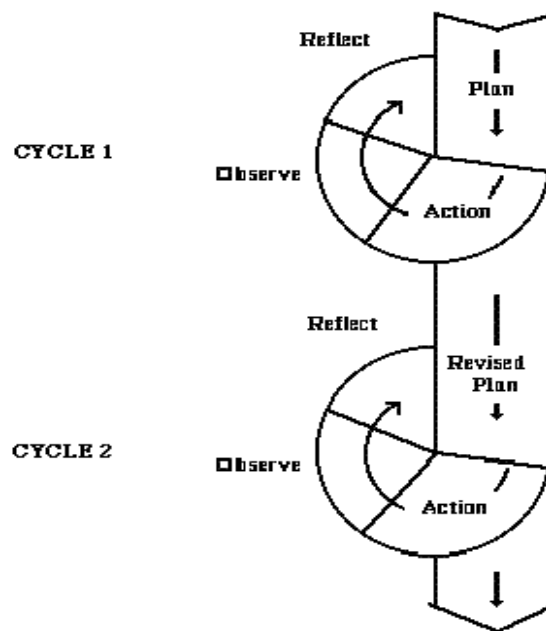 Reflect
Plan
CYCLE 1
Observe
Action
Reflect
Revised
Plan
CYCLE 2
Observe
Action